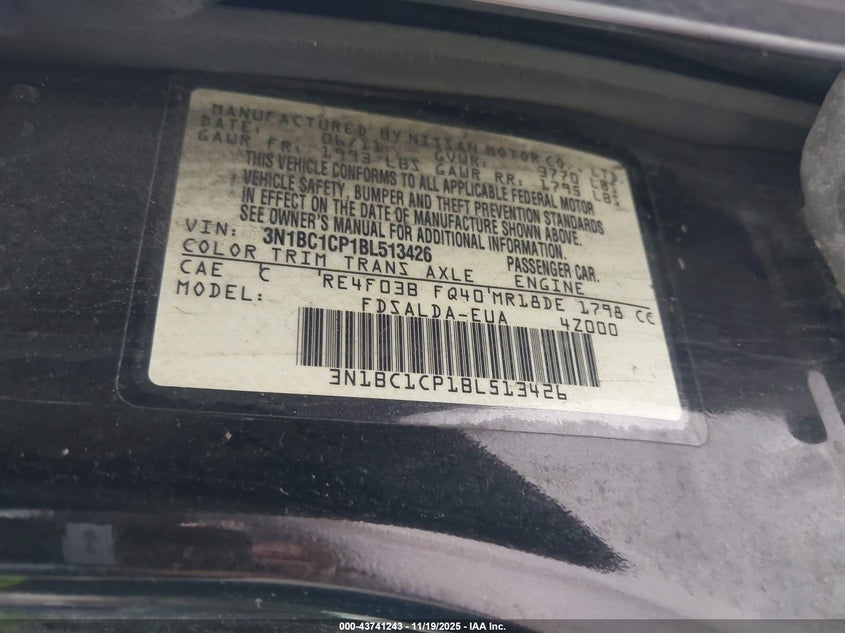 MANUFACTURED BY NISSAN MOTOR CO., LTD.
DATE: 06/11 GVWR: 3770 LBS
GAWR FR: 1993 LBS GAWR RR: 1795 LBS
THIS VEHICLE CONFORMS TO ALL APPLICABLE FEDERAL MOTOR
VEHICLE SAFETY, BUMPER AND THEFT PREVENTION STANDARDS
IN EFFECT ON THE DATE OF MANUFACTURE SHOWN ABOVE.
SEE OWNER'S MANUAL FOR ADDITIONAL INFORMATION.
VIN: 3N1BC1CP1BL513426 PASSENGER CAR.
COLOR TRIM TRANS AXLE ENGINE
CAE C RE4F03B FQ40 MR18DE 1798 CC
MODEL: FDSALDA-EUA 4Z000
3N1BC1CP1BL513426
000-43741243 - 11/19/2025 - IAA Inc.